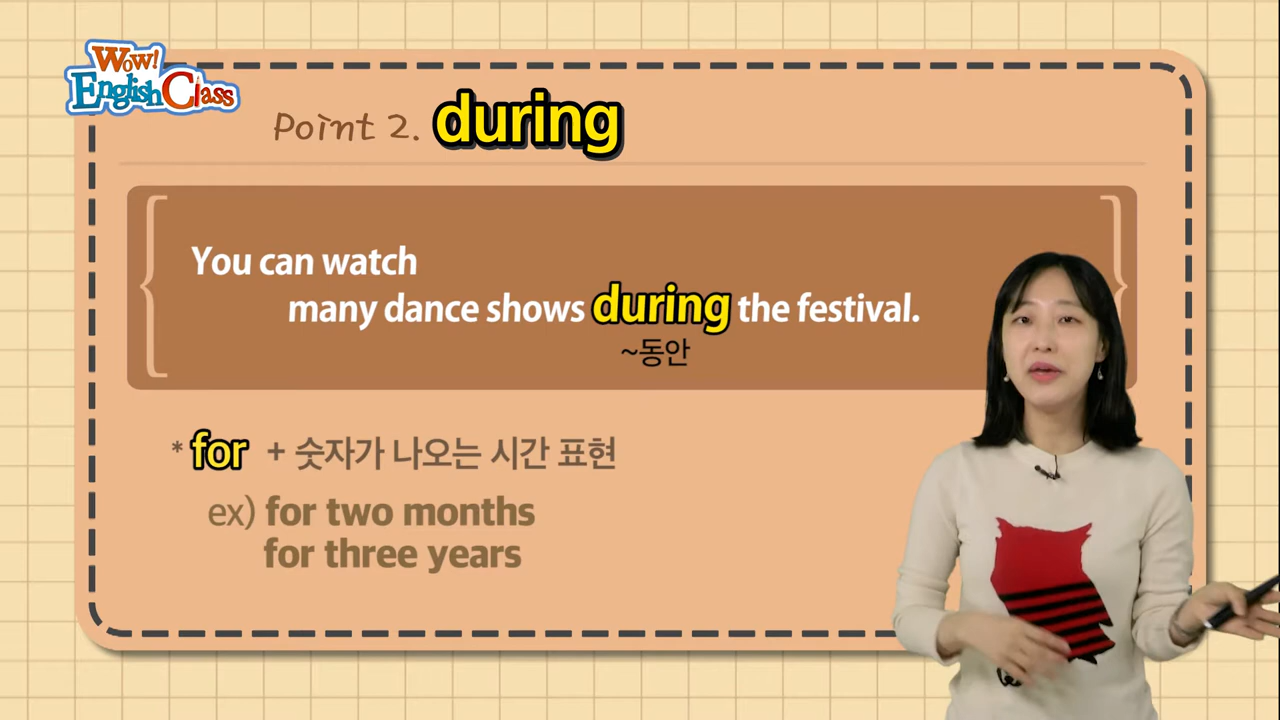 Wow!
English Class
Point 2. during
You can watch
many dance shows during the festival.
~동안
* for + 숫자가 나오는 시간 표현
ex) for two months
for three years